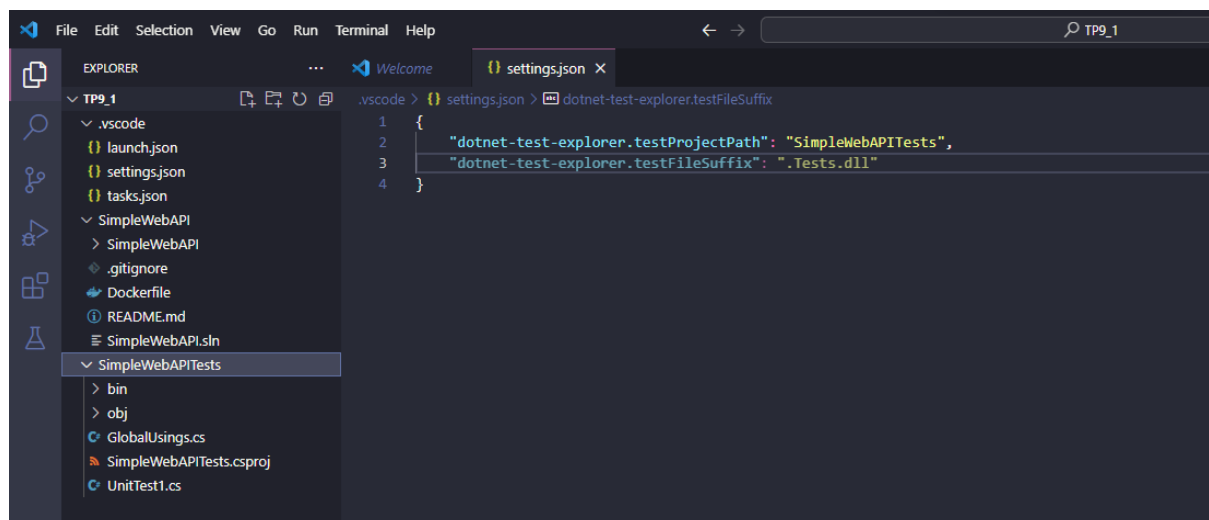 File Edit Selection View Go Run Terminal Help TP9_1
EXPLORER
TP9_1
.vscode
launch.json
settings.json
tasks.json
SimpleWebAPI
SimpleWebAPI
.gitignore
Dockerfile
README.md
SimpleWebAPI.sln
SimpleWebAPITests
bin
obj
GlobalUsings.cs
SimpleWebAPITests.csproj
UnitTest1.cs
Welcome {} settings.json
.vscode > {} settings.json > dotnet-test-explorer.testFileSuffix
1 {
2 "dotnet-test-explorer.testProjectPath": "SimpleWebAPITests",
3 "dotnet-test-explorer.testFileSuffix": ".Tests.dll"
4 }